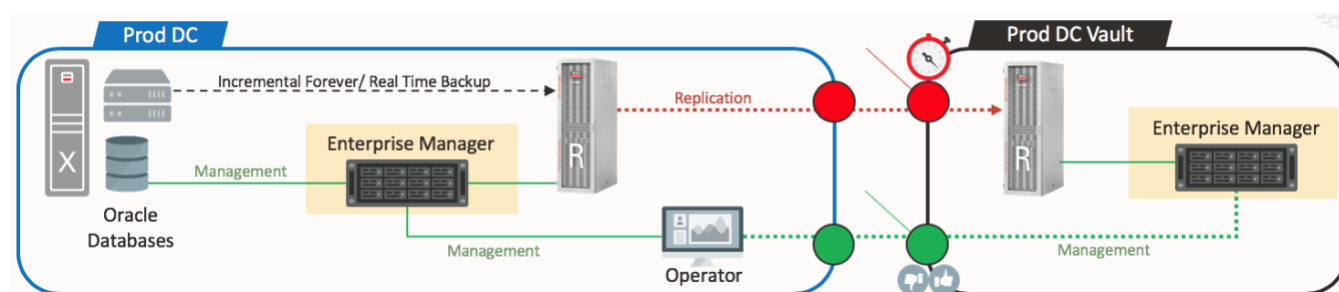 Prod DC
Prod DC Vault
Incremental Forever/ Real Time Backup
Replication
X
R
R
Enterprise Manager
Enterprise Manager
Management
Oracle
Databases
Management
Operator
Management